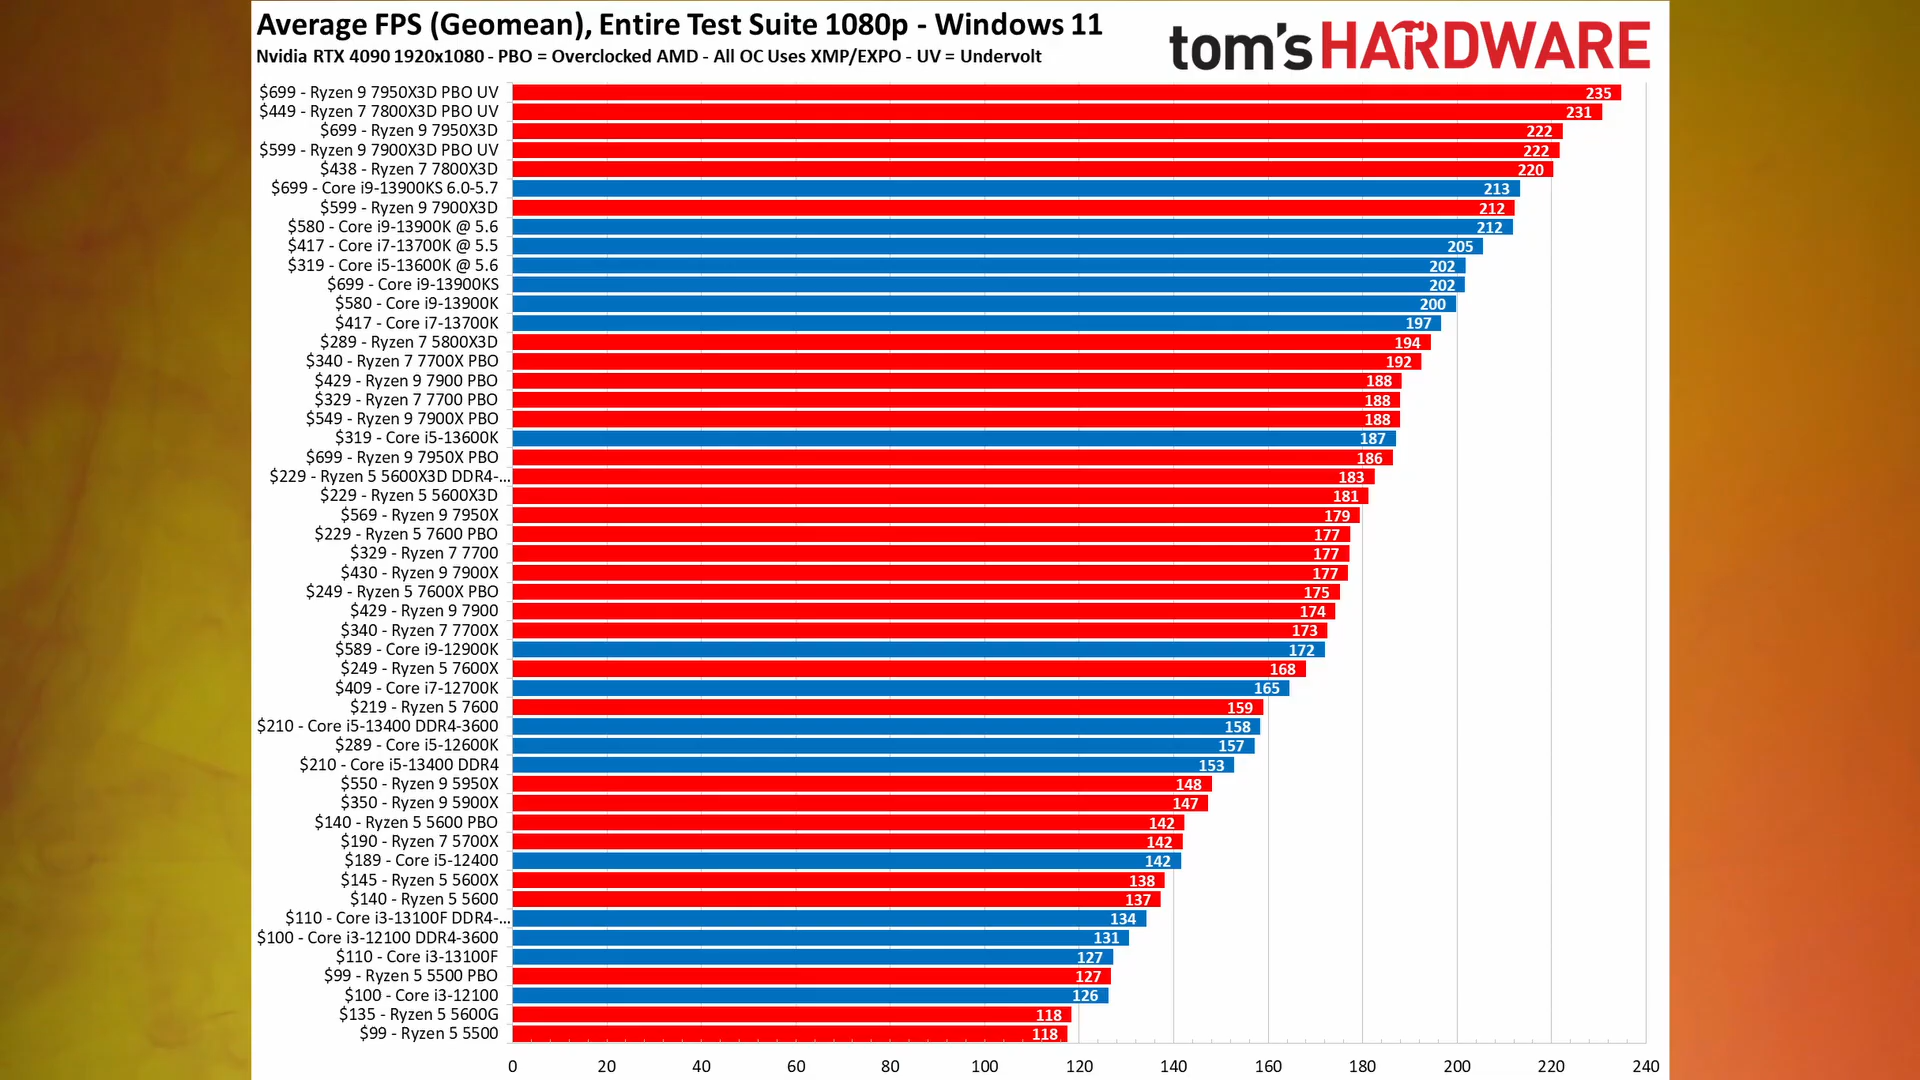 Average FPS (Geomean), Entire Test Suite 1080p - Windows 11
Nvidia RTX 4090 1920x1080 - PBO = Overclocked AMD - All OC Uses XMP/EXPO - UV = Undervolt
tom's HARDWARE
$699 - Ryzen 9 7950X3D PBO UV 235
$449 - Ryzen 7 7800X3D PBO UV 231
$699 - Ryzen 9 7950X3D 222
$599 - Ryzen 9 7900X3D PBO UV 222
$438 - Ryzen 7 7800X3D 220
$699 - Core i9-13900KS 6.0-5.7 213
$599 - Ryzen 9 7900X3D 212
$580 - Core i9-13900K @ 5.6 212
$417 - Core i7-13700K @ 5.5 205
$319 - Core i5-13600K @ 5.6 202
$699 - Core i9-13900KS 202
$580 - Core i9-13900K 200
$417 - Core i7-13700K 197
$289 - Ryzen 7 5800X3D 194
$340 - Ryzen 7 7700X PBO 192
$429 - Ryzen 9 7900 PBO 188
$329 - Ryzen 7 7700 PBO 188
$549 - Ryzen 9 7900X PBO 188
$319 - Core i5-13600K 187
$699 - Ryzen 9 7950X PBO 186
$229 - Ryzen 5 5600X3D DDR4-... 183
$229 - Ryzen 5 5600X3D 181
$569 - Ryzen 9 7950X 179
$229 - Ryzen 5 7600 PBO 177
$329 - Ryzen 7 7700 177
$430 - Ryzen 9 7900X 177
$249 - Ryzen 5 7600X PBO 175
$429 - Ryzen 9 7900 174
$340 - Ryzen 7 7700X 173
$589 - Core i9-12900K 172
$249 - Ryzen 5 7600X 168
$409 - Core i7-12700K 165
$219 - Ryzen 5 7600 159
$210 - Core i5-13400 DDR4-3600 158
$289 - Core i5-12600K 157
$210 - Core i5-13400 DDR4 153
$550 - Ryzen 9 5950X 148
$350 - Ryzen 9 5900X 147
$140 - Ryzen 5 5600 PBO 142
$190 - Ryzen 7 5700X 142
$189 - Core i5-12400 142
$145 - Ryzen 5 5600X 138
$140 - Ryzen 5 5600 137
$110 - Core i3-13100F DDR4-... 134
$100 - Core i3-12100 DDR4-3600 131
$110 - Core i3-13100F 127
$99 - Ryzen 5 5500 PBO 127
$100 - Core i3-12100 126
$135 - Ryzen 5 5600G 118
$99 - Ryzen 5 5500 118
0 20 40 60 80 100 120 140 160 180 200 220 240